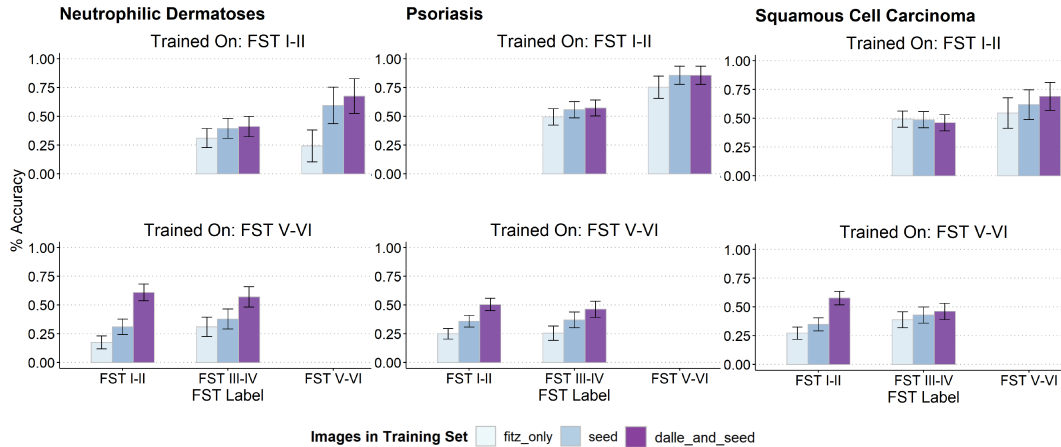 Neutrophilic Dermatoses
Psoriasis
Squamous Cell Carcinoma
Trained On: FST I-II
Trained On: FST I-II
Trained On: FST I-II
1.00
0.75
0.50
0.25
0.00
1.00
0.75
0.50
0.25
0.00
1.00
0.75
0.50
0.25
0.00
% Accuracy
Trained On: FST V-VI
Trained On: FST V-VI
Trained On: FST V-VI
1.00
0.75
0.50
0.25
0.00
1.00
0.75
0.50
0.25
0.00
1.00
0.75
0.50
0.25
0.00
FST I-II FST III-IV FST V-VI
FST I-II FST III-IV FST V-VI
FST I-II FST III-IV FST V-VI
FST Label
FST Label
FST Label
Images in Training Set fitz_only seed dalle_and_seed